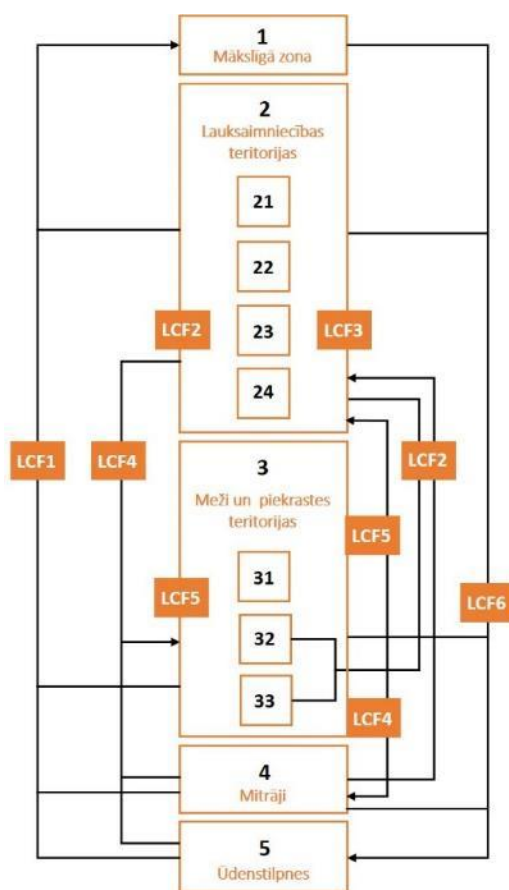 1
Mākslīgā zona
2
Lauksaimniecības
teritorijas
21
22
23
24
LCF2
LCF3
LCF1
LCF4
LCF2
3
Meži un piekrastes
teritorijas
31
32
33
LCF5
LCF5
LCF6
LCF4
4
Mitrāji
5
Ūdenstilpnes